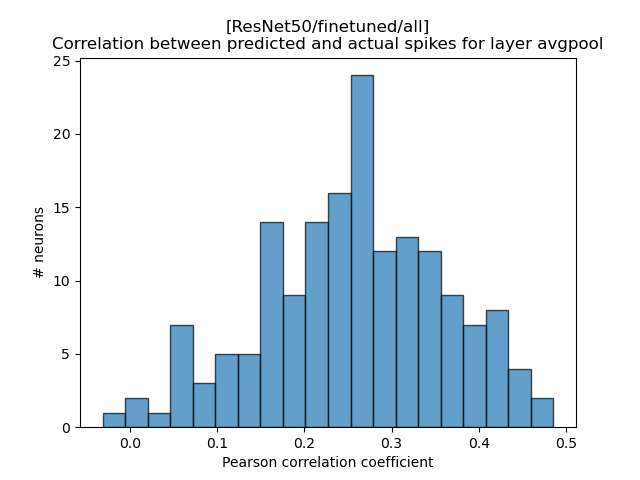 [ResNet50/finetuned/all]
Correlation between predicted and actual spikes for layer avgpool
25
20
15
10
5
0
# neurons
0.0 0.1 0.2 0.3 0.4 0.5
Pearson correlation coefficient